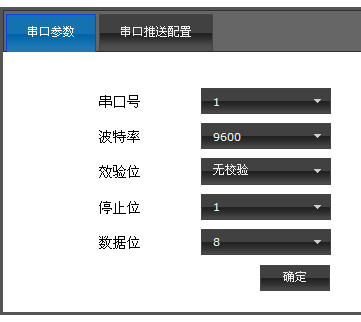 串口参数 串口推送配置
串口号 1
波特率 9600
效验位 无校验
停止位 1
数据位 8
确定